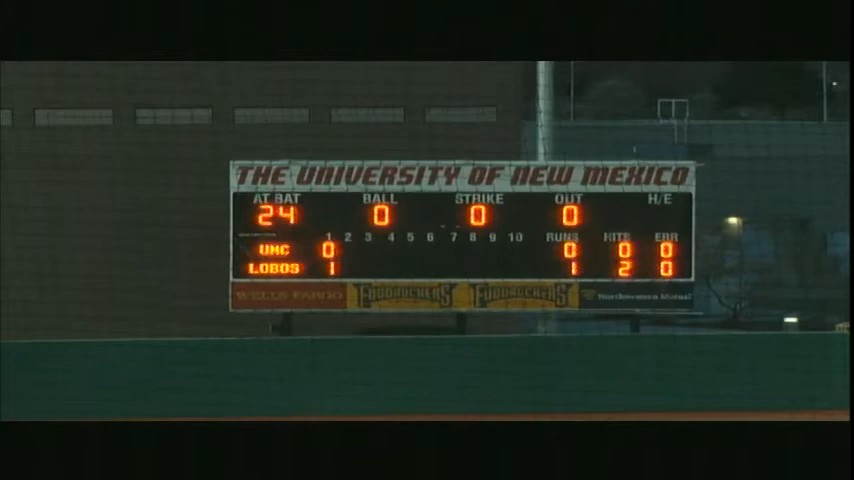 THE UNIVERSITY OF NEW MEXICO
AT BAT BALL STRIKE OUT H/E
24 0 0 0
1 2 3 4 5 6 7 8 9 10 RUNS HITS ERR
UNC 0 0 0 0
LOBOS 1 1 2 0
WELLS FARGO FUDDRUCKERS FUDDRUCKERS Northwestern Mutual